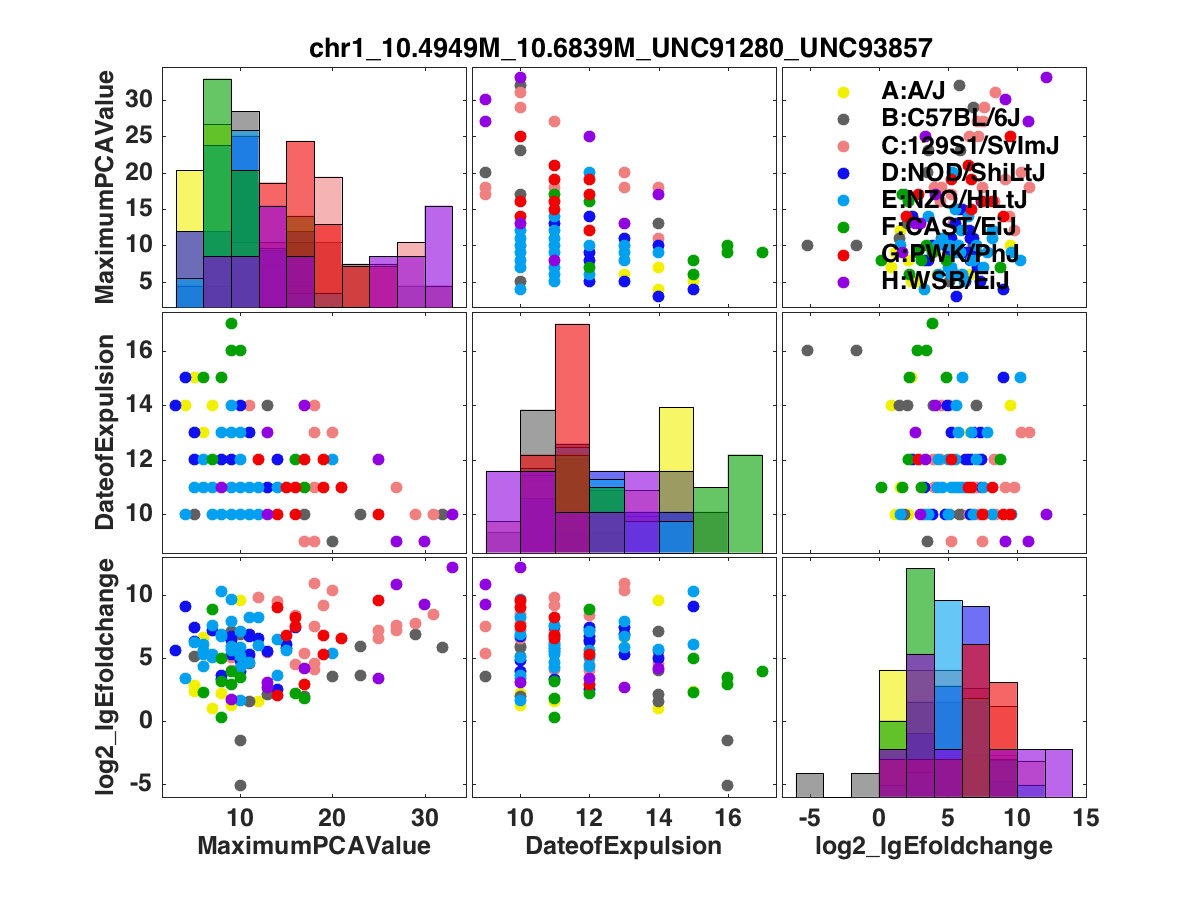 chr1_10.4949M_10.6839M_UNC91280_UNC93857
MaximumPCAValue
30
25
20
15
10
5
A:A/J
B:C57BL/6J
C:129S1/SvImJ
D:NOD/ShiLtJ
E:NZO/HlLtJ
F:CAST/EiJ
G:PWK/PhJ
H:WSB/EiJ
DateofExpulsion
16
14
12
10
log2_IgEfoldchange
10
5
0
-5
10 20 30
10 12 14 16
-5 0 5 10 15
MaximumPCAValue
DateofExpulsion
log2_IgEfoldchange